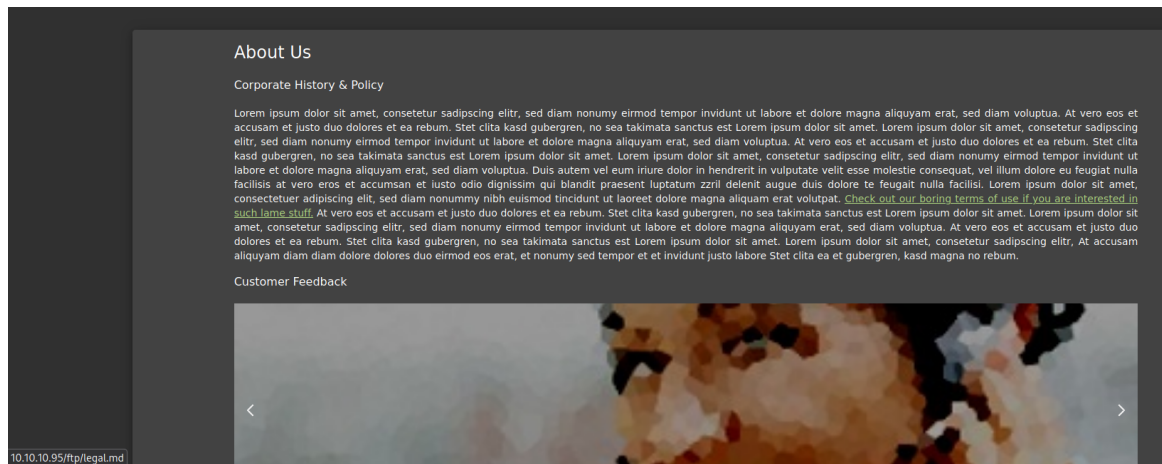 About Us
Corporate History & Policy
Lorem ipsum dolor sit amet, consetetur sadipscing elitr, sed diam nonumy eirmod tempor invidunt ut labore et dolore magna aliquyam erat, sed diam voluptua. At vero eos et
accusam et justo duo dolores et ea rebum. Stet clita kasd gubergren, no sea takimata sanctus est Lorem ipsum dolor sit amet. Lorem ipsum dolor sit amet, consetetur sadipscing
elitr, sed diam nonumy eirmod tempor invidunt ut labore et dolore magna aliquyam erat, sed diam voluptua. At vero eos et accusam et justo duo dolores et ea rebum. Stet clita
kasd gubergren, no sea takimata sanctus est Lorem ipsum dolor sit amet. Lorem ipsum dolor sit amet, consetetur sadipscing elitr, sed diam nonumy eirmod tempor invidunt ut
labore et dolore magna aliquyam erat, sed diam voluptua. Duis autem vel eum iriure dolor in hendrerit in vulputate velit esse molestie consequat, vel illum dolore eu feugiat nulla
facilisis at vero eros et accumsan et iusto odio dignissim qui blandit praesent luptatum zzril delenit augue duis dolore te feugait nulla facilisi. Lorem ipsum dolor sit amet,
consectetuer adipiscing elit, sed diam nonummy nibh euismod tincidunt ut laoreet dolore magna aliquam erat volutpat. Check out our boring terms of use if you are interested in
such lame stuff. At vero eos et accusam et justo duo dolores et ea rebum. Stet clita kasd gubergren, no sea takimata sanctus est Lorem ipsum dolor sit amet. Lorem ipsum dolor sit
amet, consetetur sadipscing elitr, sed diam nonumy eirmod tempor invidunt ut labore et dolore magna aliquyam erat, sed diam voluptua. At vero eos et accusam et justo duo
dolores et ea rebum. Stet clita kasd gubergren, no sea takimata sanctus est Lorem ipsum dolor sit amet. Lorem ipsum dolor sit amet, consetetur sadipscing elitr, At accusam
aliquyam diam diam dolore dolores duo eirmod eos erat, et nonumy sed tempor et et invidunt justo labore Stet clita ea et gubergren, kasd magna no rebum.
Customer Feedback
10.10.10.95/ftp/legal.md